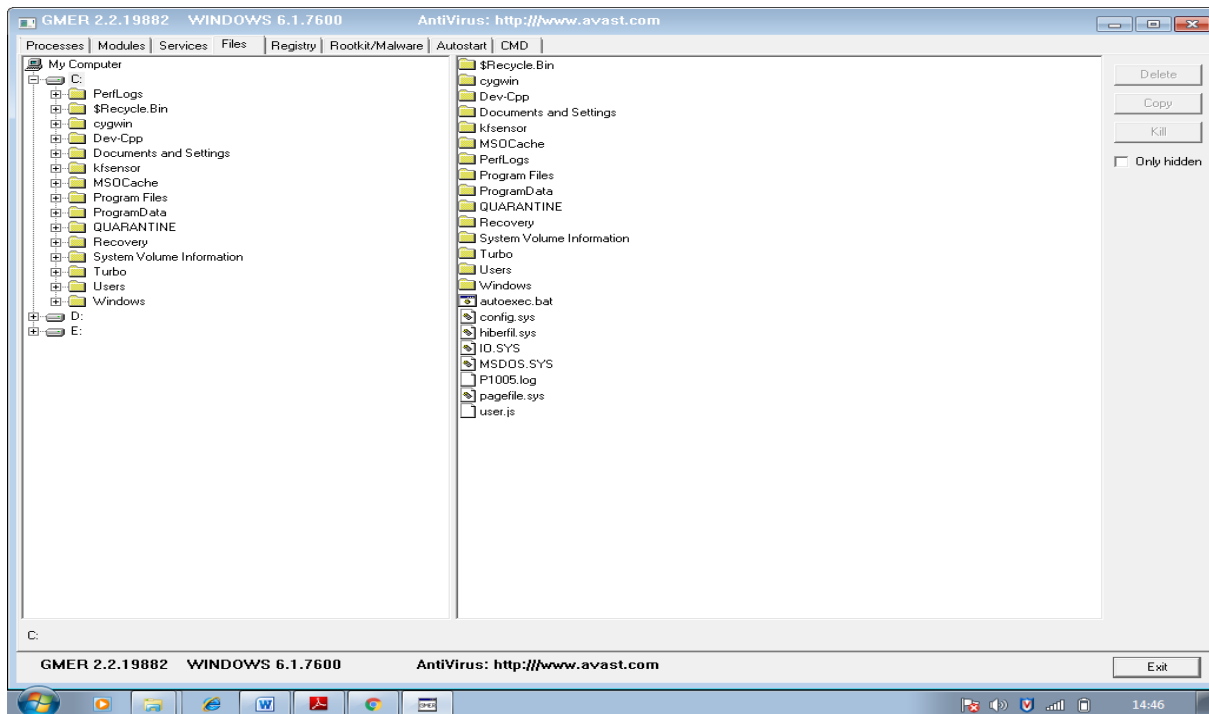 GMER 2.2.19882 WINDOWS 6.1.7600 AntiVirus: http:///www.avast.com
Processes Modules Services Files Registry Rootkit/Malware Autostart CMD
My Computer
C:
PerfLogs
$Recycle.Bin
cygwin
Dev-Cpp
Documents and Settings
kfsensor
MSOCache
Program Files
ProgramData
QUARANTINE
Recovery
System Volume Information
Turbo
Users
Windows
D:
E:
$Recycle.Bin
cygwin
Dev-Cpp
Documents and Settings
kfsensor
MSOCache
PerfLogs
Program Files
ProgramData
QUARANTINE
Recovery
System Volume Information
Turbo
Users
Windows
autoexec.bat
config.sys
hiberfil.sys
IO.SYS
MSDOS.SYS
P1005.log
pagefile.sys
user.js
Delete
Copy
Kill
Only hidden
C:
GMER 2.2.19882 WINDOWS 6.1.7600 AntiVirus: http:///www.avast.com
Exit
W
GMER
14:46